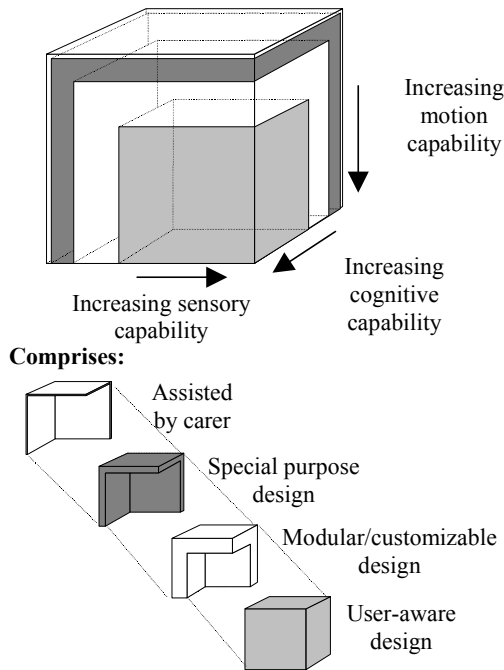 Increasing
motion
capability
Increasing
cognitive
capability
Increasing sensory
capability
Comprises:
Assisted
by carer
Special purpose
design
Modular/customizable
design
User-aware
design